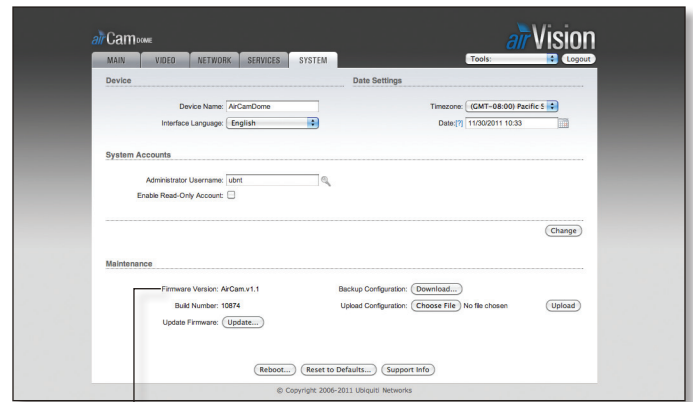 airCam DOME
airVision
MAIN VIDEO NETWORK SERVICES SYSTEM
Tools: Logout
Device
Date Settings
Device Name: AirCamDome
Timezone: (GMT-08:00) Pacific S
Interface Language: English
Date:[?] 11/30/2011 10:33
System Accounts
Administrator Username: ubnt
Enable Read-Only Account:
Change
Maintenance
Firmware Version: AirCam.v1.1
Backup Configuration: Download...
Build Number: 10874
Upload Configuration: Choose File No file chosen Upload
Update Firmware: Update...
Reboot... Reset to Defaults... Support Info
© Copyright 2006-2011 Ubiquiti Networks